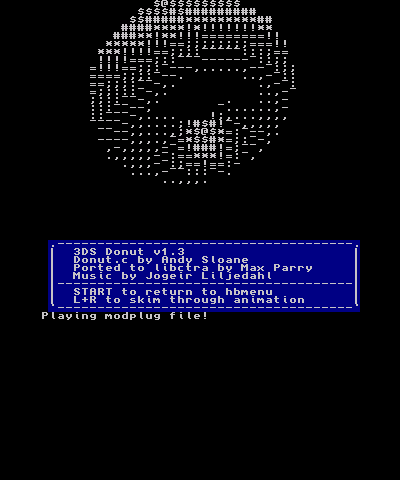 3DS Donut v1.3
Donut.c by Andy Sloane
Ported to libctra by Max Parry
Music by Jogeir Liljedahl
START to return to hbmenu
L+R to skim through animation
Playing modplug file!